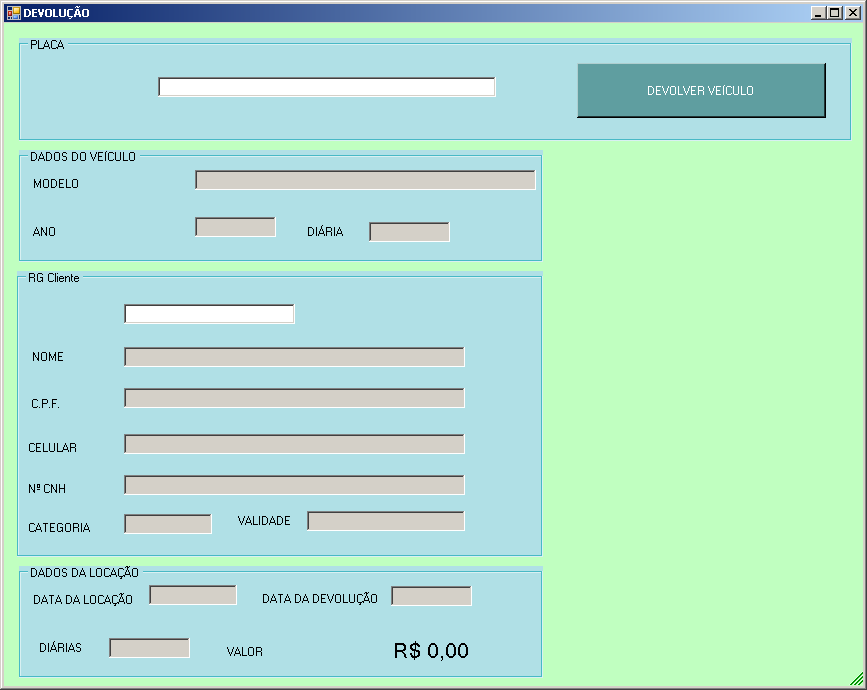 DEVOLUÇÃO
PLACA
DEVOLVER VEÍCULO
DADOS DO VEÍCULO
MODELO
ANO DIÁRIA
RG Cliente
NOME
C.P.F.
CELULAR
Nº CNH
CATEGORIA VALIDADE
DADOS DA LOCAÇÃO
DATA DA LOCAÇÃO DATA DA DEVOLUÇÃO
DIÁRIAS VALOR R$ 0,00